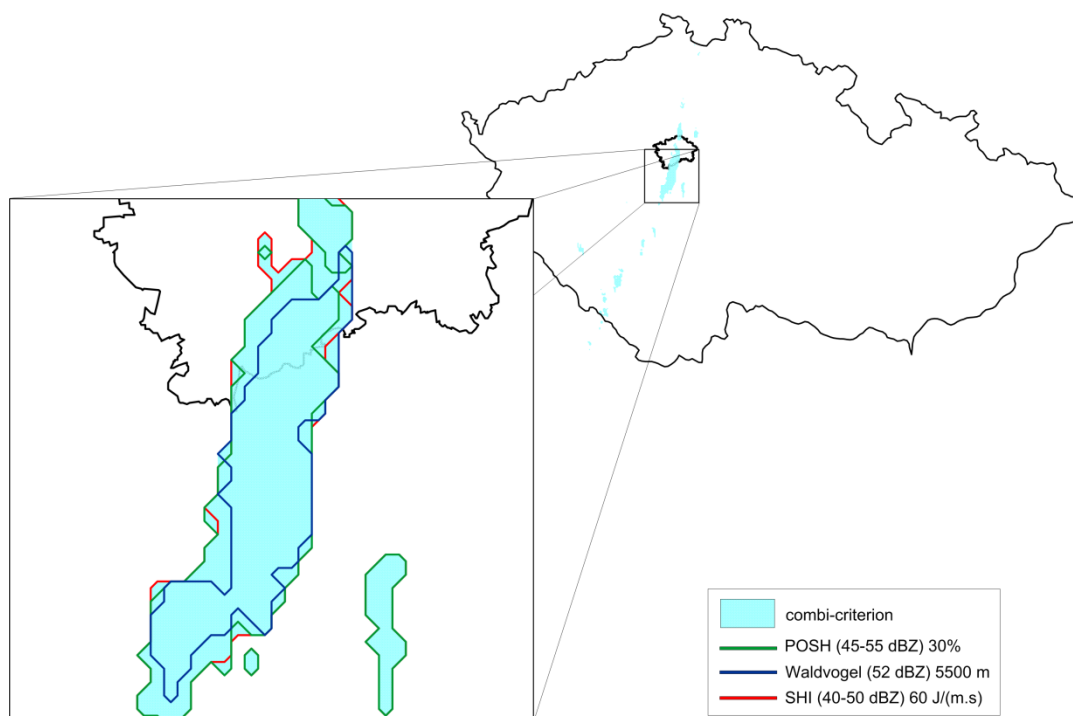 combi-criterion
POSH (45-55 dBZ) 30%
Waldvogel (52 dBZ) 5500 m
SHI (40-50 dBZ) 60 J/(m.s)